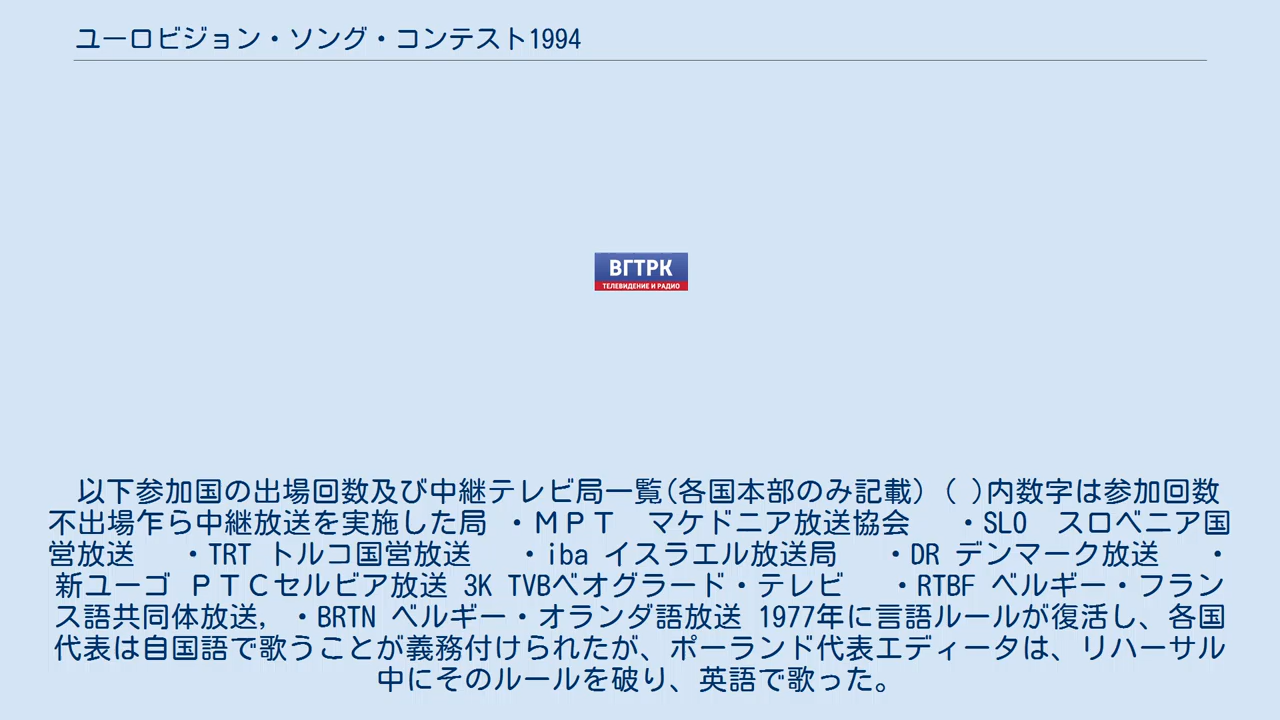 ユーロビジョン・ソング・コンテスト1994
ВГТРК
ТЕЛЕВИДЕНИЕ И РАДИО
以下参加国の出場回数及び中継テレビ局一覧(各国本部のみ記載) ( )内数字は参加回数
不出場乍ら中継放送を実施した局 ・ＭＰＴ　マケドニア放送協会　 ・SLO　スロベニア国
営放送　 ・TRT トルコ国営放送　 ・iba イスラエル放送局　 ・DR デンマーク放送　 ・
新ユーゴ ＰＴＣセルビア放送 3K TVBベオグラード・テレビ　 ・RTBF ベルギー・フラン
ス語共同体放送, ・BRTN ベルギー・オランダ語放送 1977年に言語ルールが復活し、各国
代表は自国語で歌うことが義務付けられたが、ポーランド代表エディータは、リハーサル
中にそのルールを破り、英語で歌った。